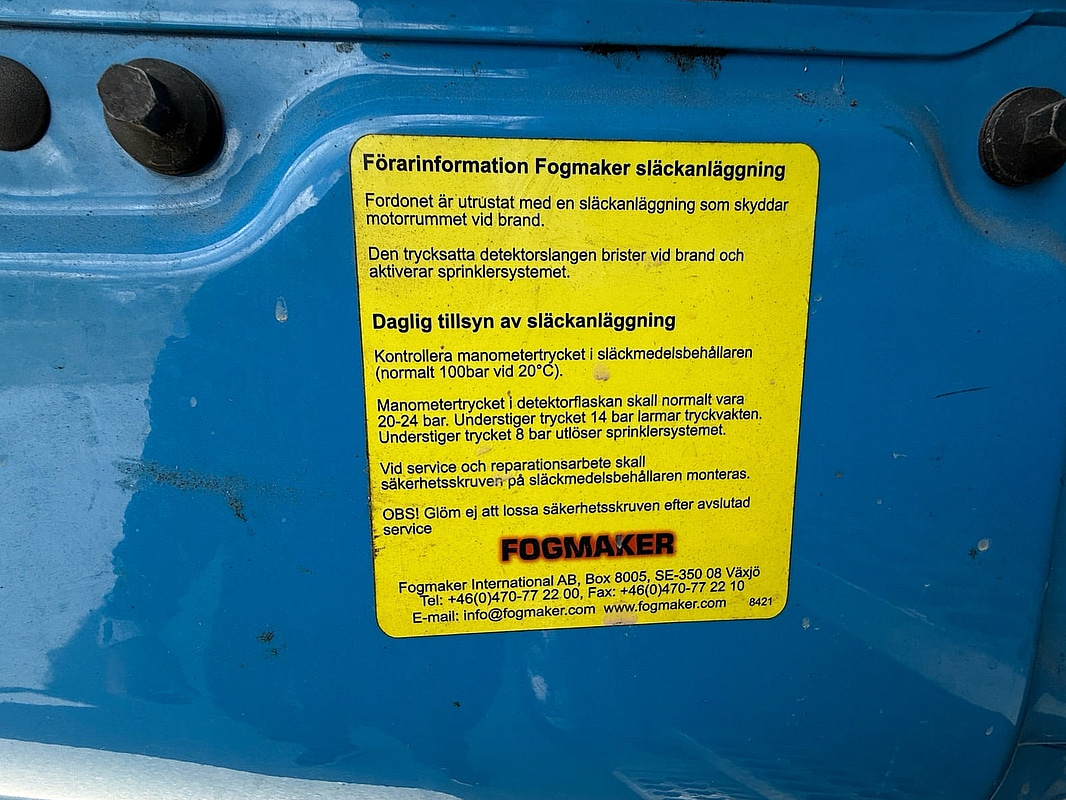 Förarinformation Fogmaker släckanläggning
Fordonet är utrustat med en släckanläggning som skyddar
motorrummet vid brand.
Den trycksatta detektorslangen brister vid brand och
aktiverar sprinklersystemet.
Daglig tillsyn av släckanläggning
Kontrollera manometertrycket i släckmedelsbehållaren
(normalt 100bar vid 20°C).
Manometertrycket i detektorflaskan skall normalt vara
20-24 bar. Understiger trycket 14 bar larmar tryckvakten.
Understiger trycket 8 bar utlöser sprinklersystemet.
Vid service och reparationsarbete skall
säkerhetsskruven på släckmedelsbehållaren monteras.
OBS! Glöm ej att lossa säkerhetsskruven efter avslutad
service
FOGMAKER
Fogmaker International AB, Box 8005, SE-350 08 Växjö
Tel: +46(0)470-77 22 00, Fax: +46(0)470-77 22 10
E-mail: info@fogmaker.com www.fogmaker.com 8421